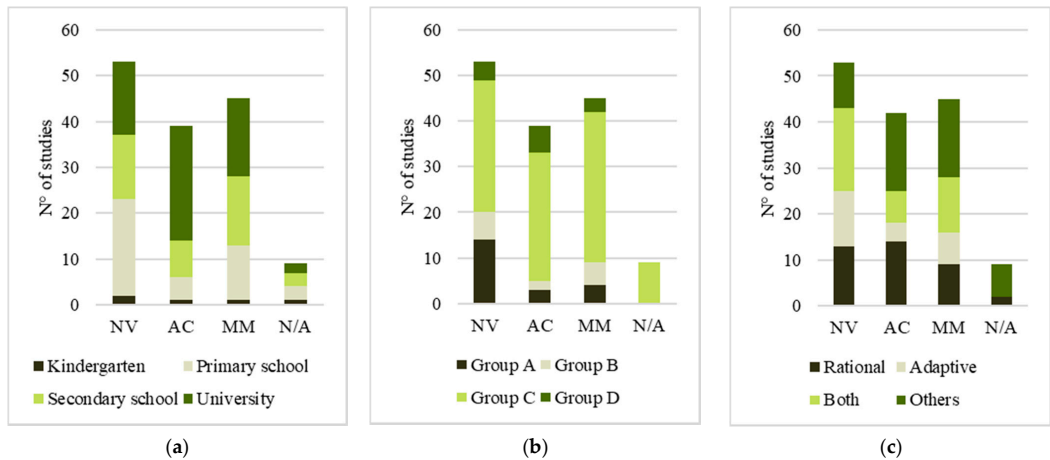 N° of studies
60
50
40
30
20
10
0
NV AC MM N/A
Kindergarten Primary school
Secondary school University
(a)
N° of studies
60
50
40
30
20
10
0
NV AC MM N/A
Group A Group B
Group C Group D
(b)
N° of studies
60
50
40
30
20
10
0
NV AC MM N/A
Rational Adaptive
Both Others
(c)